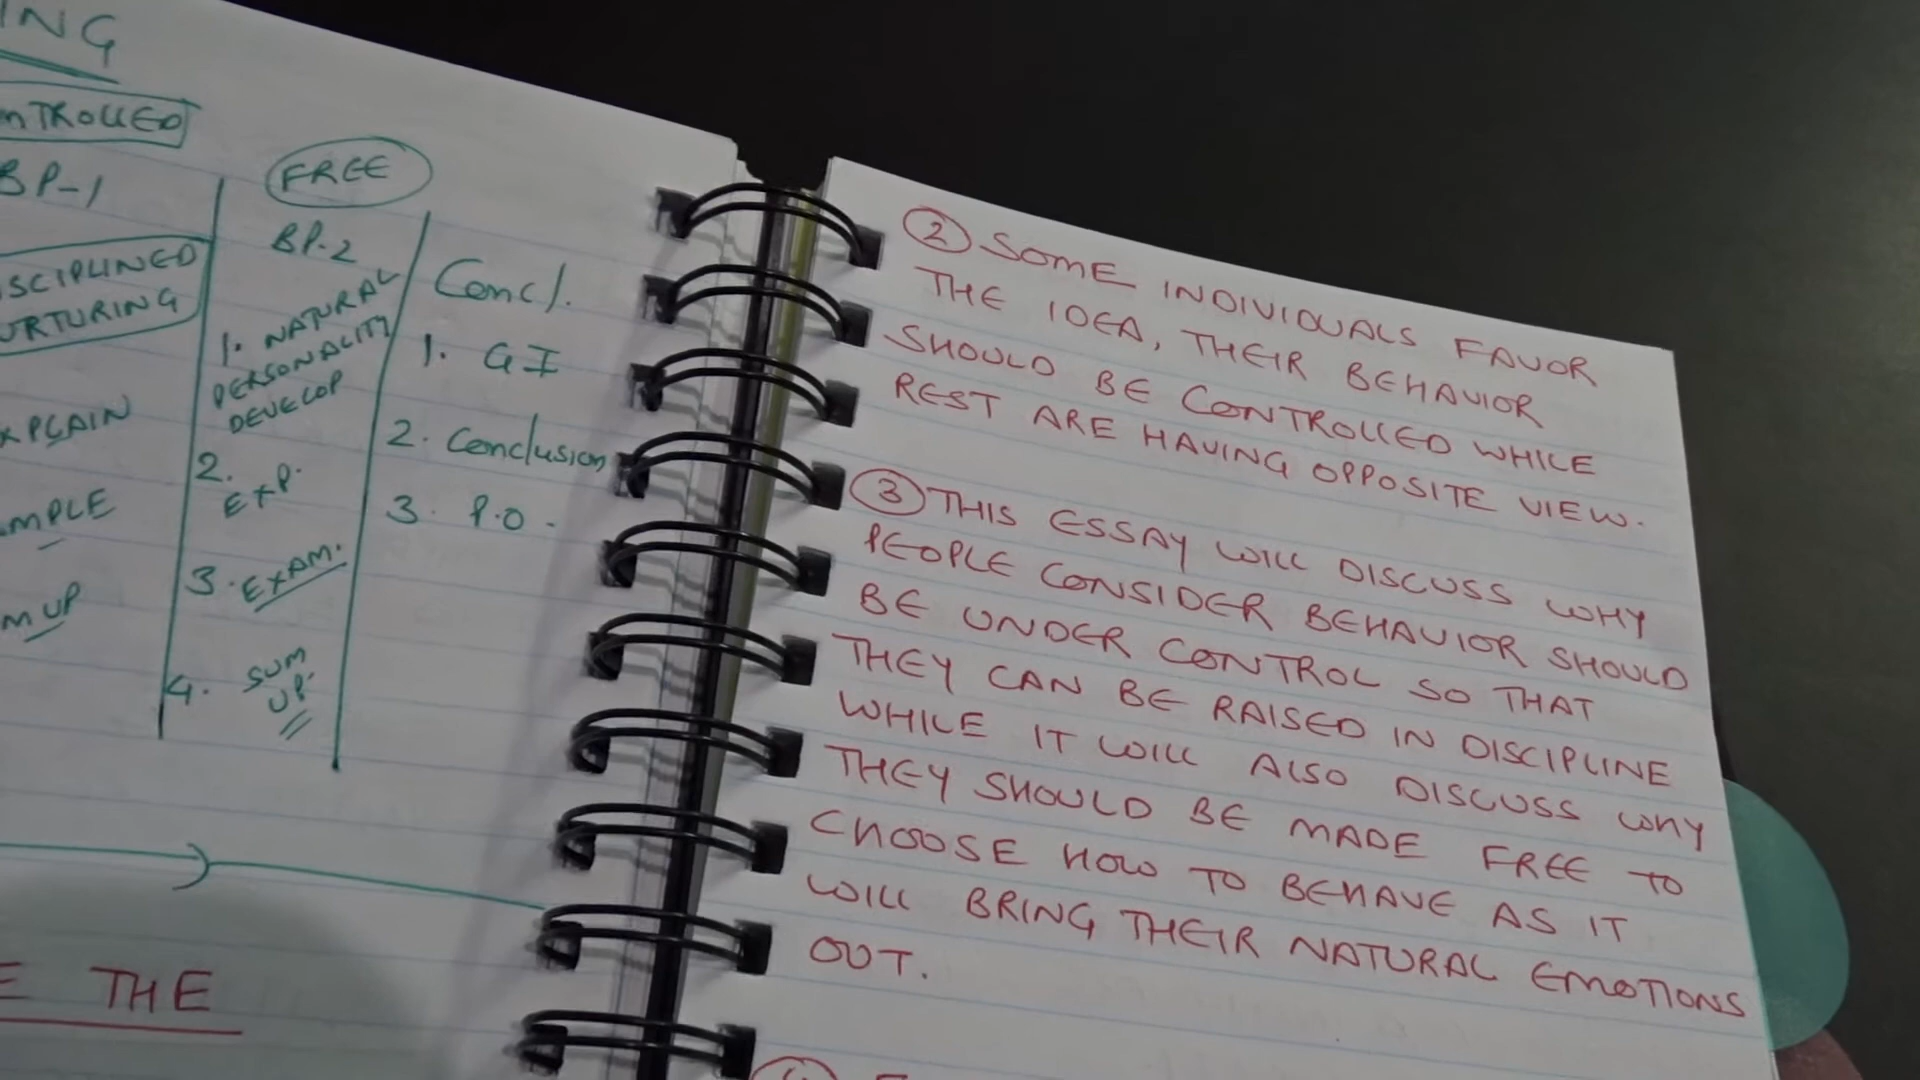 ING
NTROLLED
BP-1
SCIPLINED
URTURING
XPLAIN
MPLE
M UP
FREE
BP.2
1. NATURAL
PERSONALITY
DEVELOP
2.
EXP.
3. EXAM.
4. SUM
UP.
Concl.
1. GI
2. Conclusion
3. P.O.
E THE
2 SOME INDIVIDUALS FAVOR
THE IDEA, THEIR BEHAVIOR
SHOULD BE CONTROLLED WHILE
REST ARE HAVING OPPOSITE VIEW.
3 THIS ESSAY WILL DISCUSS WHY
PEOPLE CONSIDER BEHAVIOR SHOULD
BE UNDER CONTROL SO THAT
THEY CAN BE RAISED IN DISCIPLINE
WHILE IT WILL ALSO DISCUSS WHY
THEY SHOULD BE MADE FREE TO
CHOOSE HOW TO BEHAVE AS IT
WILL BRING THEIR NATURAL EMOTIONS
OUT.